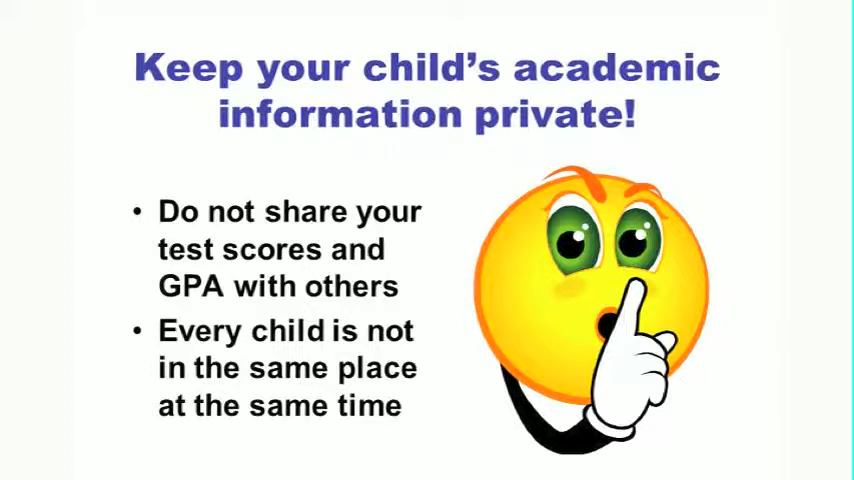 Keep your child's academic
information private!
• Do not share your
test scores and
GPA with others
• Every child is not
in the same place
at the same time